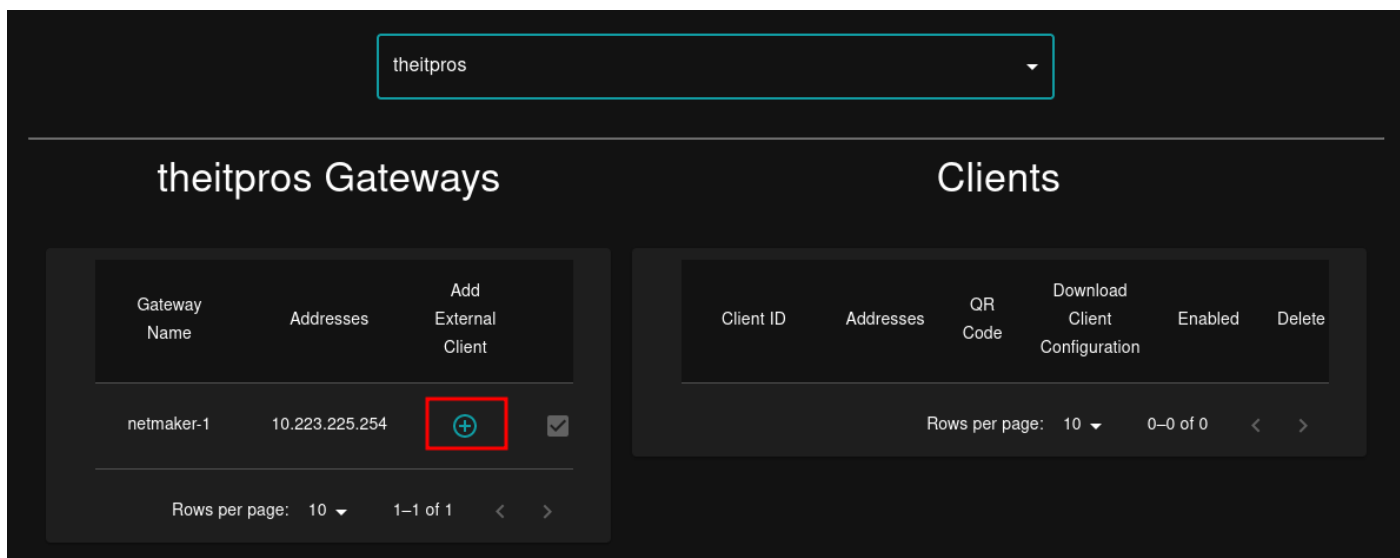 theitpros
theitpros Gateways
Gateway
Name
Addresses
Add
External
Client
netmaker-1
10.223.225.254
Rows per page:
10
1–1 of 1
Clients
Client ID
Addresses
QR
Code
Download
Client
Configuration
Enabled
Delete
Rows per page:
10
0–0 of 0